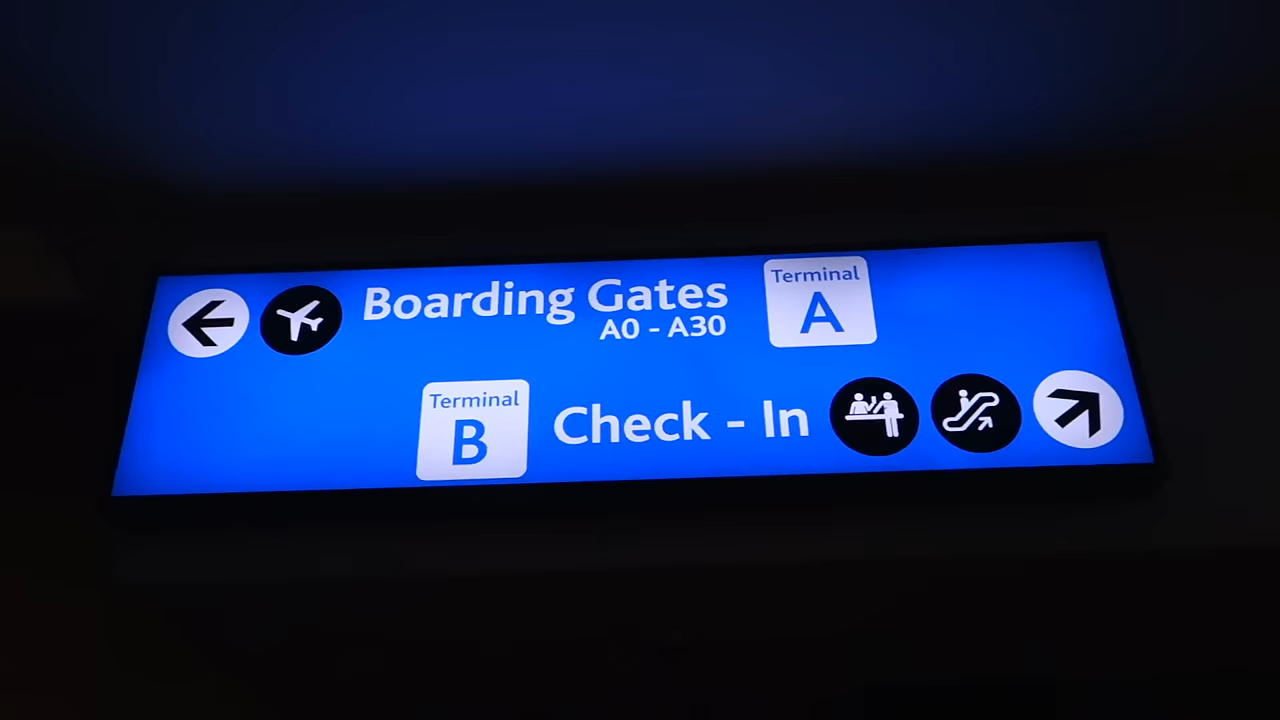 Boarding Gates
A0 - A30
Terminal
A
Terminal
B
Check - In